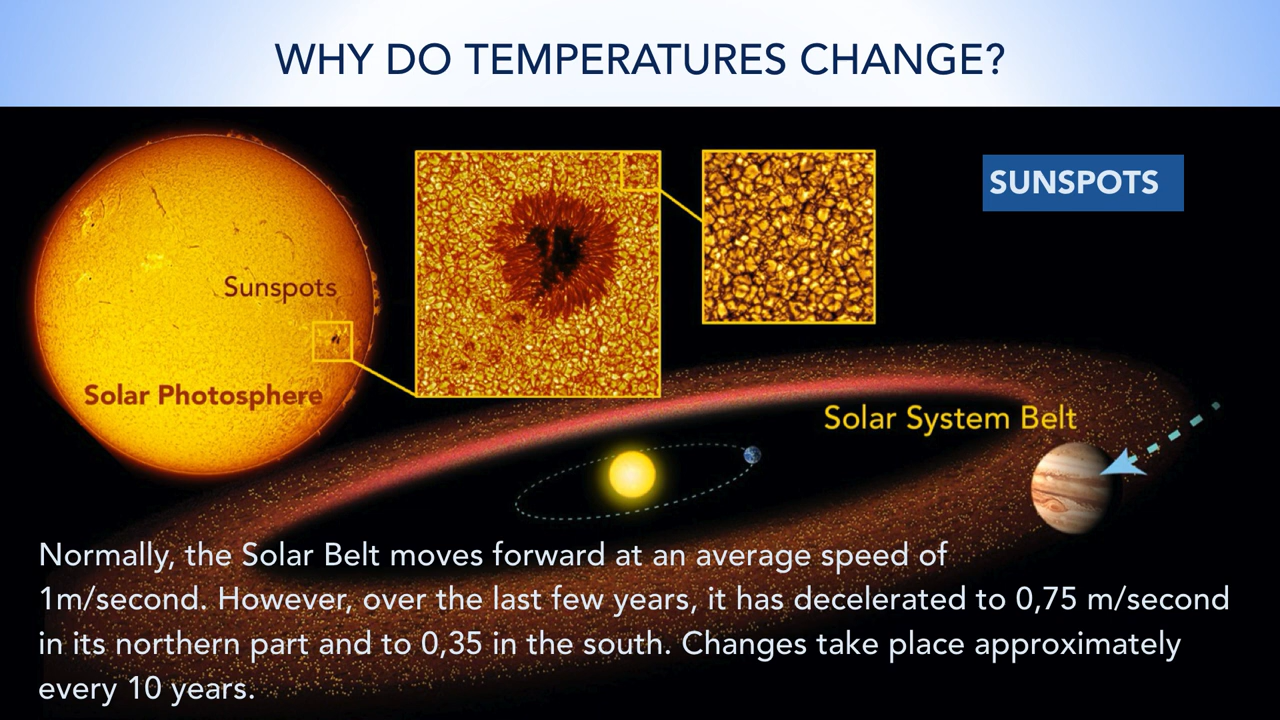 WHY DO TEMPERATURES CHANGE?
SUNSPOTS
Sunspots
Solar Photosphere
Solar System Belt
Normally, the Solar Belt moves forward at an average speed of
1m/second. However, over the last few years, it has decelerated to 0,75 m/second
in its northern part and to 0,35 in the south. Changes take place approximately
every 10 years.